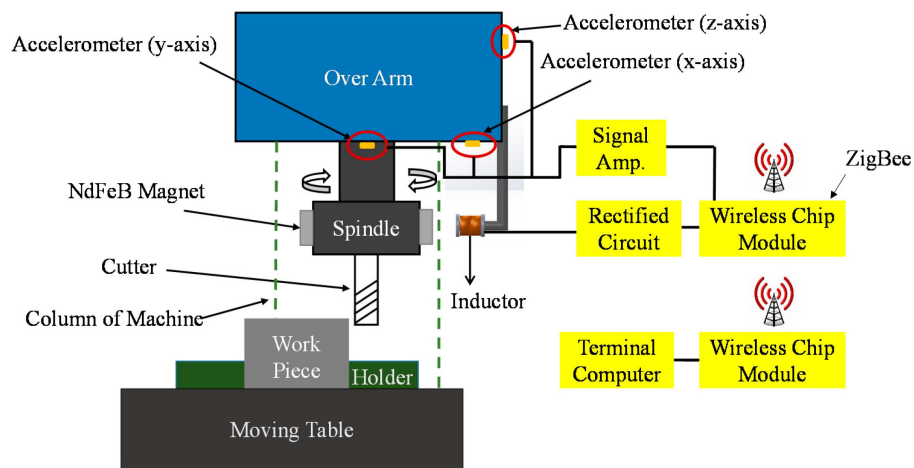 Accelerometer (z-axis)
Accelerometer (y-axis)
Accelerometer (x-axis)
Over Arm
Signal
Amp.
ZigBee
NdFeB Magnet
Spindle
Rectified
Circuit
Wireless Chip
Module
Cutter
Inductor
Column of Machine
Work
Piece
Holder
Terminal
Computer
Wireless Chip
Module
Moving Table